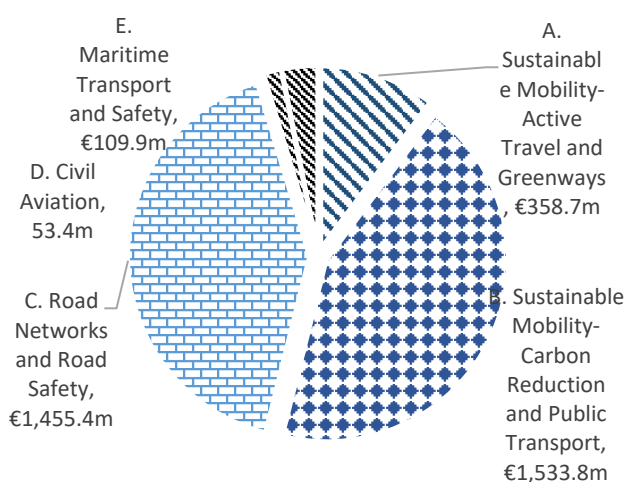 E.
Maritime
Transport
and Safety,
€109.9m
D. Civil
Aviation,
53.4m
C. Road
Networks
and Road
Safety,
€1,455.4m
A.
Sustainabl
e Mobility-
Active
Travel and
Greenways
, €358.7m
B. Sustainable
Mobility-
Carbon
Reduction
and Public
Transport,
€1,533.8m